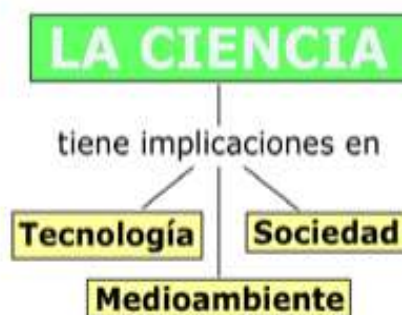 LA CIENCIA
tiene implicaciones en
Tecnología
Sociedad
Medioambiente